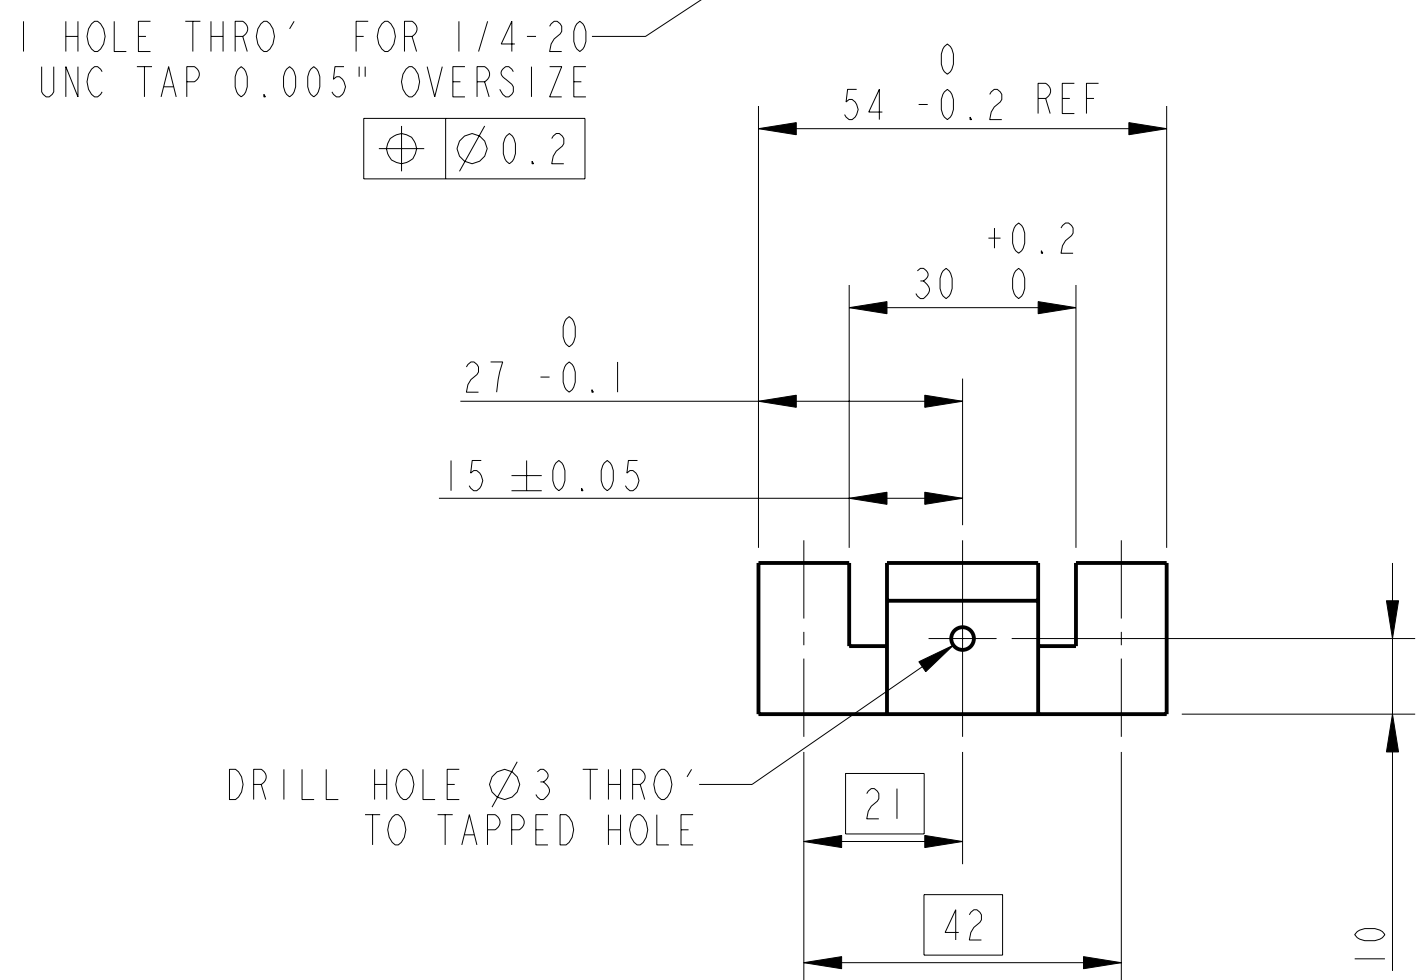 1 HOLE THRO' FOR 1/4-20
UNC TAP 0.005" OVERSIZE
⌖ Ø0.2
0
54 -0.2 REF
+0.2
30 0
0
27 -0.1
15 ±0.05
DRILL HOLE Ø3 THRO'
TO TAPPED HOLE
21
42
10